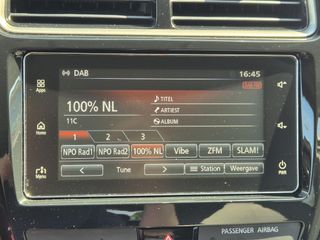 DAB
16:45
100% NL
TITEL
Apps
ARTIEST
11C
ALBUM
Home
1 2 3
NPO Rad1 NPO Rad2 100% NL Vibe ZFM SLAM!
Menu
< Tune > Station Weergave
PWR
PASSENGER AIRBAG